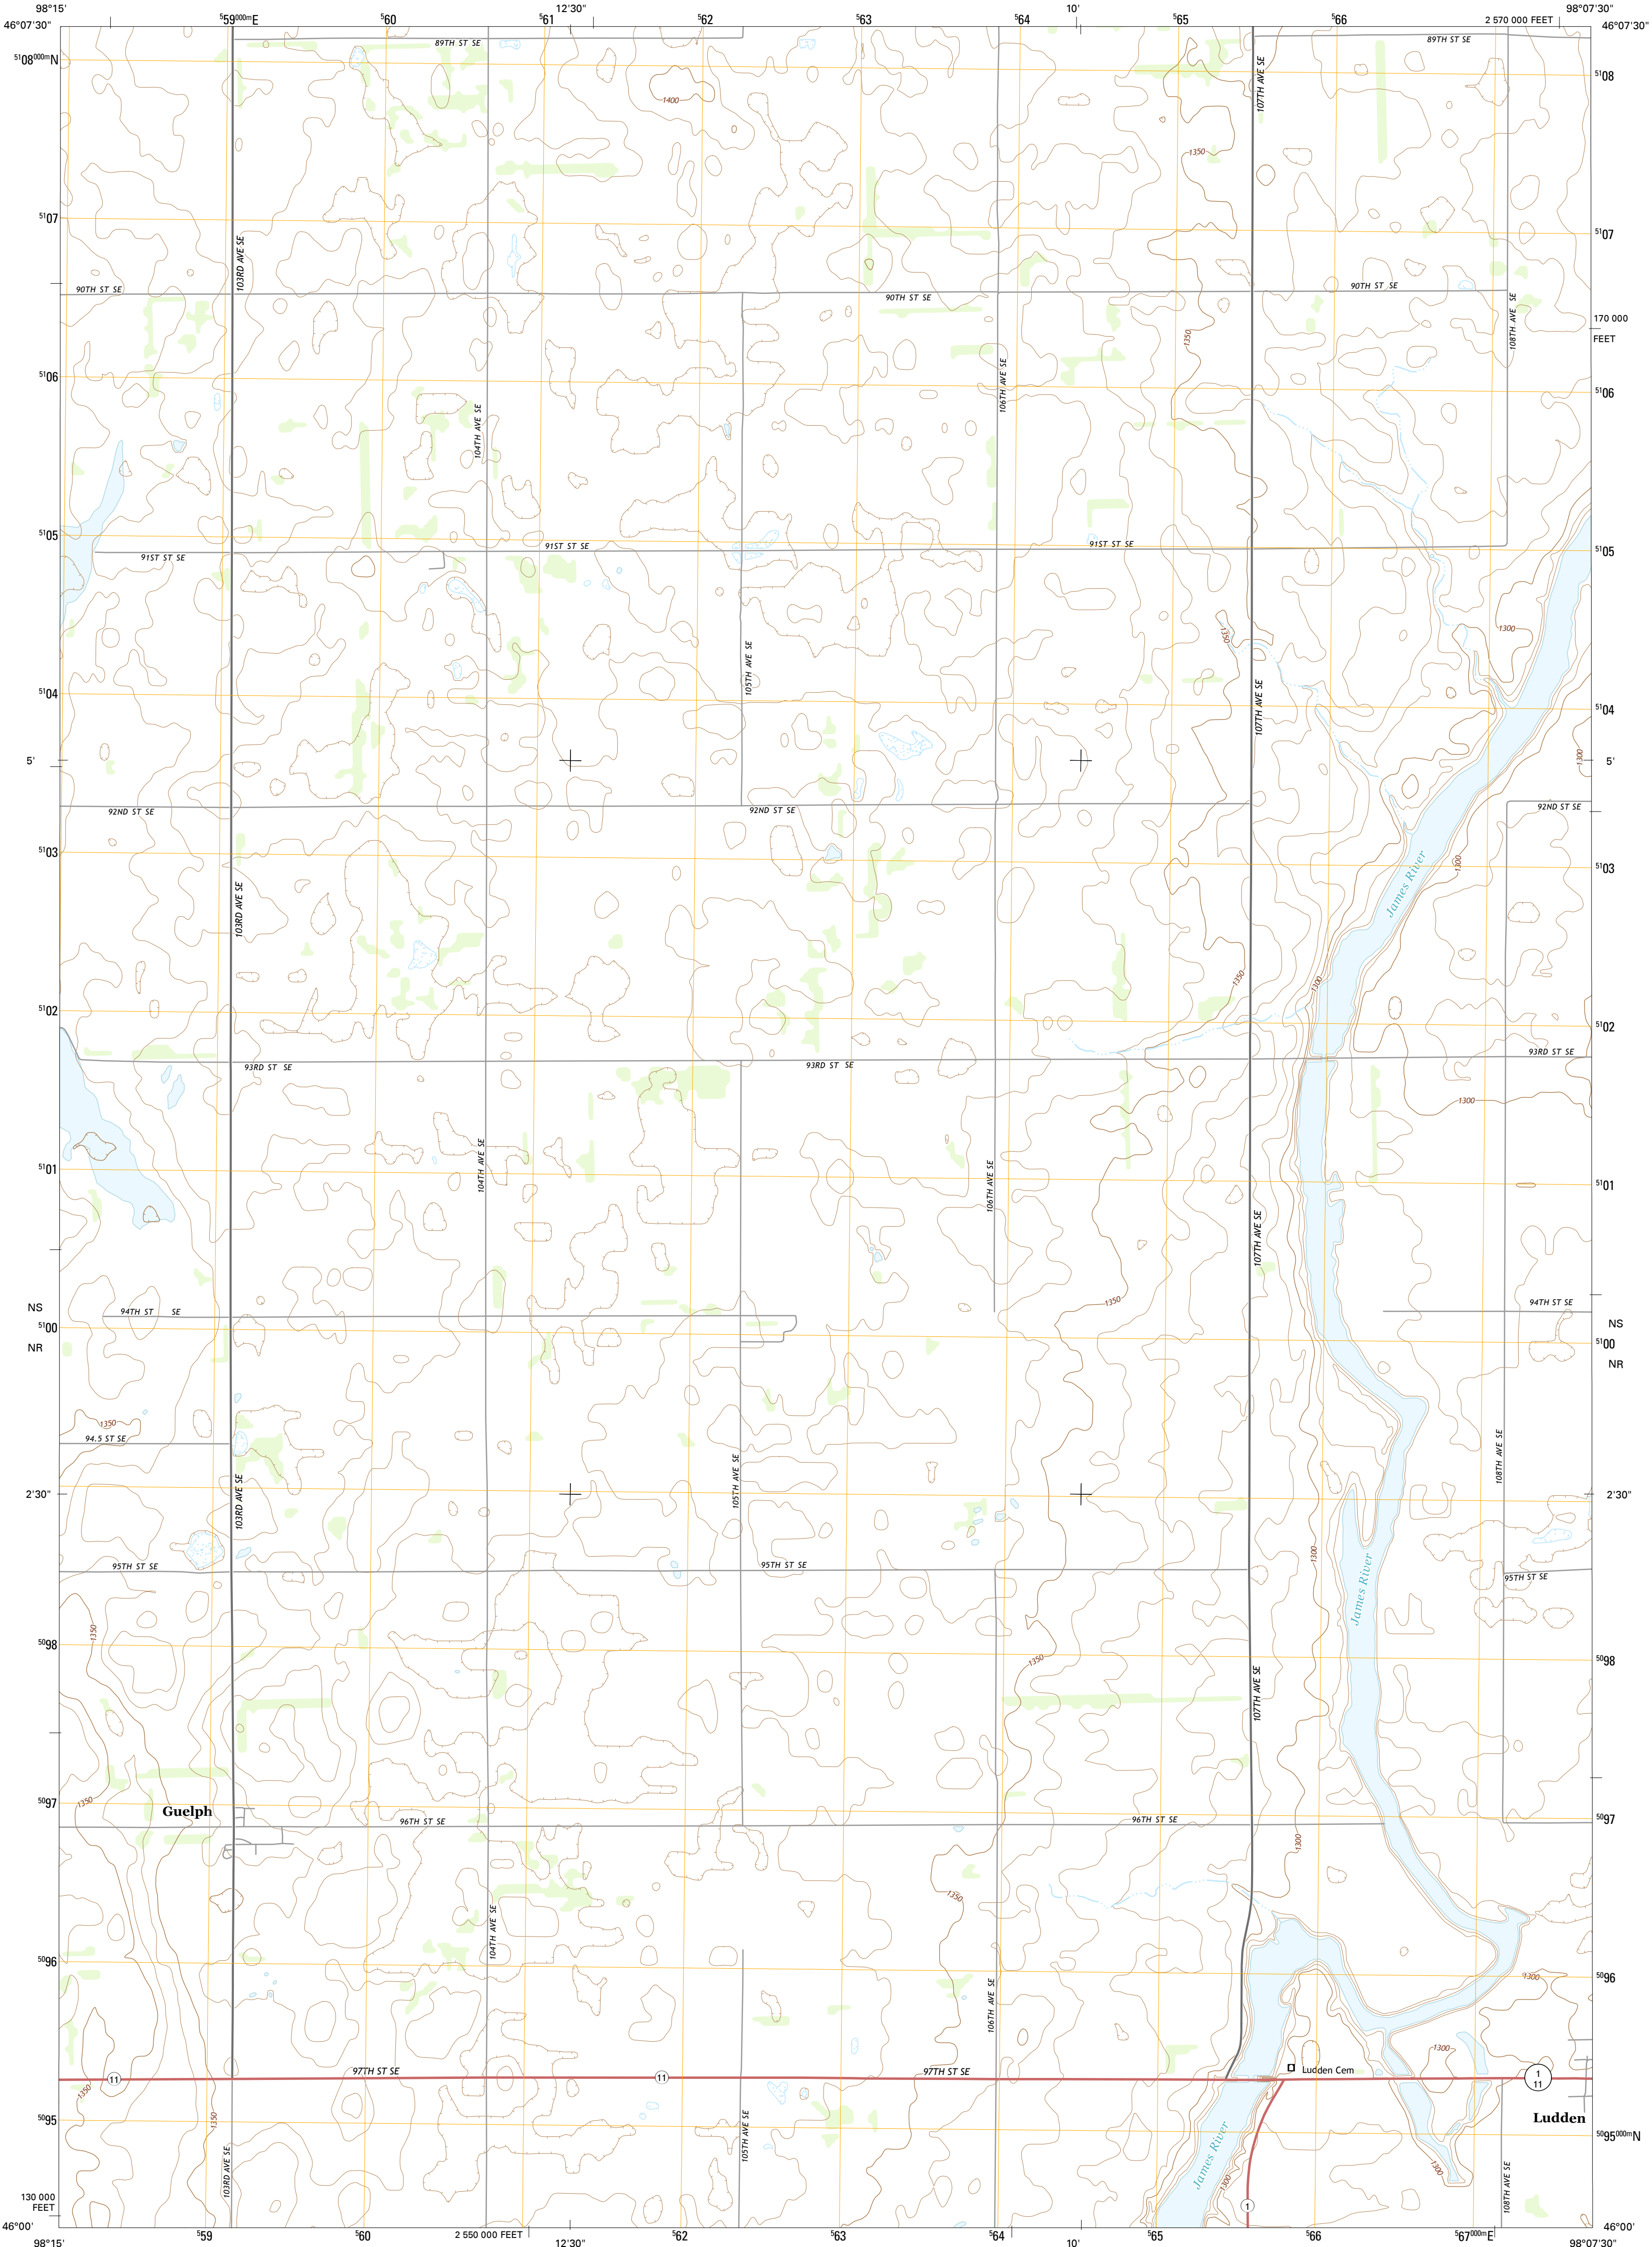 98°15' 559000mE 560 561 12'30" 562 563 564 10' 565 566 2 570 000 FEET 98°07'30"
46°07'30" 46°07'30"
89TH ST SE 89TH ST SE
5108000mN 5108
107TH AVE SE
1400
1350
5107 5107
103RD AVE SE
90TH ST SE 90TH ST SE 90TH ST SE
170 000
FEET
108TH AVE SE
1350
5106 5106
106TH AVE SE
104TH AVE SE
5105 5105
91ST ST SE 91ST ST SE 91ST ST SE
1350 1300
105TH AVE SE
5104 5104
107TH AVE SE
5' 5'
1300
92ND ST SE 92ND ST SE 92ND ST SE
5103 5103
1300
James River
103RD AVE SE
1350 1300
5102 5102
93RD ST SE 93RD ST SE 93RD ST SE
1300
5101 5101
104TH AVE SE
106TH AVE SE
107TH AVE SE
1350
NS
94TH ST SE 94TH ST SE
5100
NR
NS
5100
NR
1350
94.5 ST SE
108TH AVE SE
105TH AVE SE
103RD AVE SE
2'30" 2'30"
1300
95TH ST SE 95TH ST SE 95TH ST SE
James River
1350
5098 5098
1350
107TH AVE SE
5097 5097
1350
Guelph
96TH ST SE 96TH ST SE
1300
1350
104TH AVE SE
5096 5096
1300
106TH AVE SE
1300
97TH ST SE 97TH ST SE Ludden Cem
11 11 1
11
1350 1350
5095
Ludden
5095000mN
105TH AVE SE
James River
1300 1300
103RD AVE SE
108TH AVE SE
130 000
FEET
1
46°00' 46°00'
559 560 2 550 000 FEET 562 563 564 565 566 567000mE
98°15' 12'30" 10' 98°07'30"